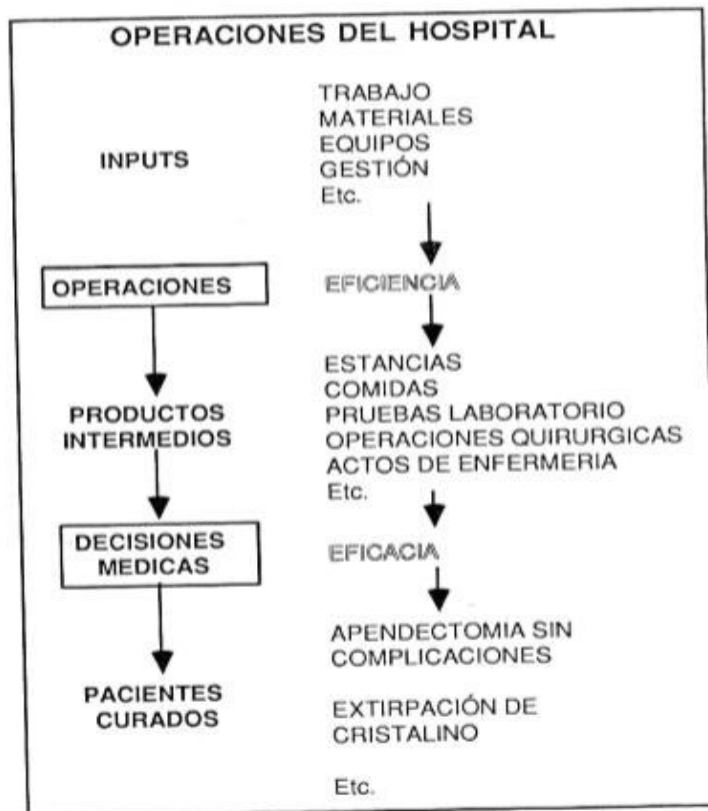 OPERACIONES DEL HOSPITAL
INPUTS
TRABAJO
MATERIALES
EQUIPOS
GESTIÓN
Etc.
OPERACIONES
EFICIENCIA
PRODUCTOS
INTERMEDIOS
ESTANCIAS
COMIDAS
PRUEBAS LABORATORIO
OPERACIONES QUIRURGICAS
ACTOS DE ENFERMERIA
Etc.
DECISIONES
MEDICAS
EFICACIA
PACIENTES
CURADOS
APENDECTOMIA SIN
COMPLICACIONES
EXTIRPACIÓN DE
CRISTALINO
Etc.